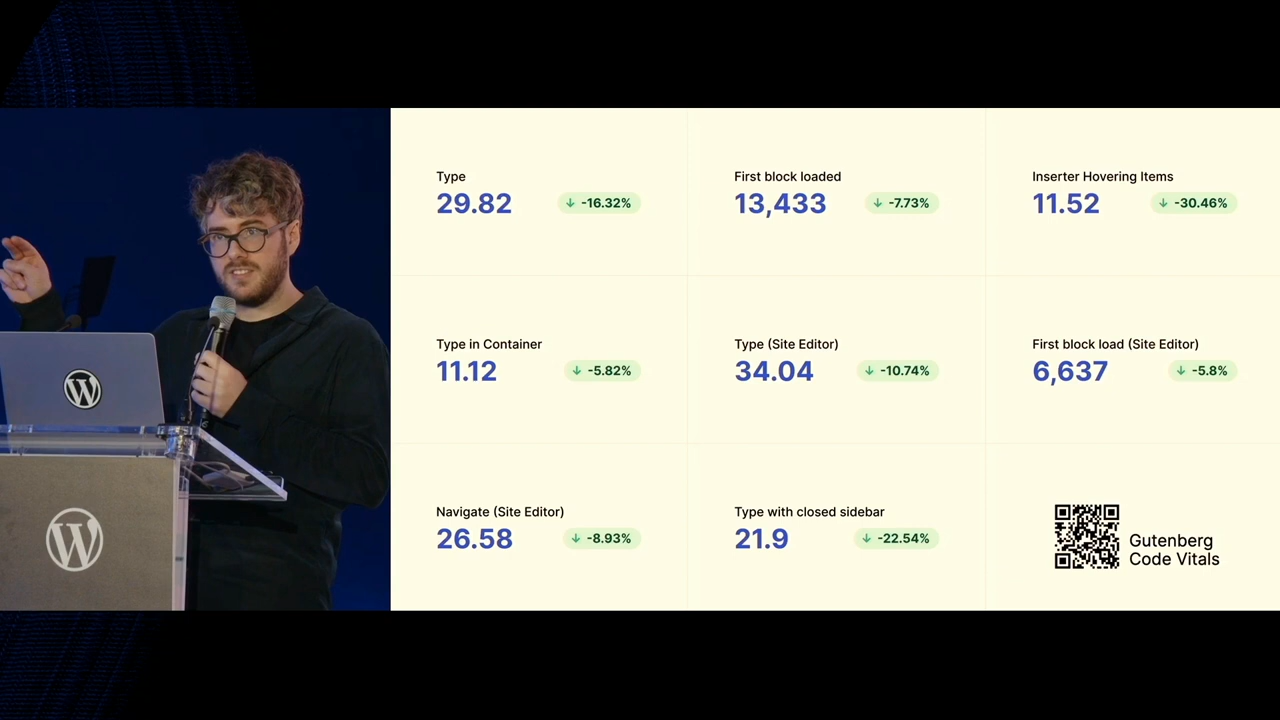 Type
29.82
↓ -16.32%
First block loaded
13,433
↓ -7.73%
Inserter Hovering Items
11.52
↓ -30.46%
Type in Container
11.12
↓ -5.82%
Type (Site Editor)
34.04
↓ -10.74%
First block load (Site Editor)
6,637
↓ -5.8%
Navigate (Site Editor)
26.58
↓ -8.93%
Type with closed sidebar
21.9
↓ -22.54%
Gutenberg
Code Vitals
W
W